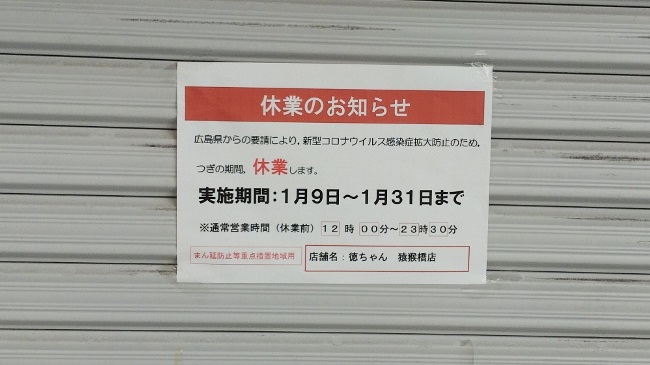 休業のお知らせ
広島県からの要請により，新型コロナウイルス感染症拡大防止のため，
つぎの期間，休業します。
実施期間：1月9日～1月31日まで
※通常営業時間（休業前）12 時 00分～23時30分
まん延防止等重点措置地域用
店舗名：徳ちゃん 猿猴橋店